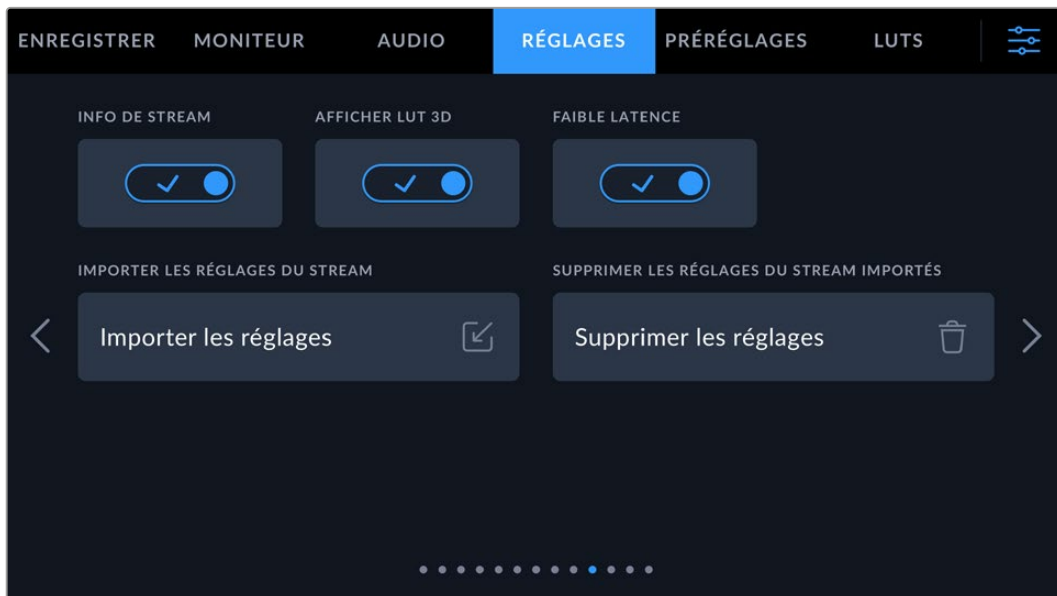 ENREGISTRER MONITEUR AUDIO RÉGLAGES PRÉRÉGLAGES LUTS
INFO DE STREAM AFFICHER LUT 3D FAIBLE LATENCE
IMPORTER LES RÉGLAGES DU STREAM SUPPRIMER LES RÉGLAGES DU STREAM IMPORTÉS
Importer les réglages Supprimer les réglages